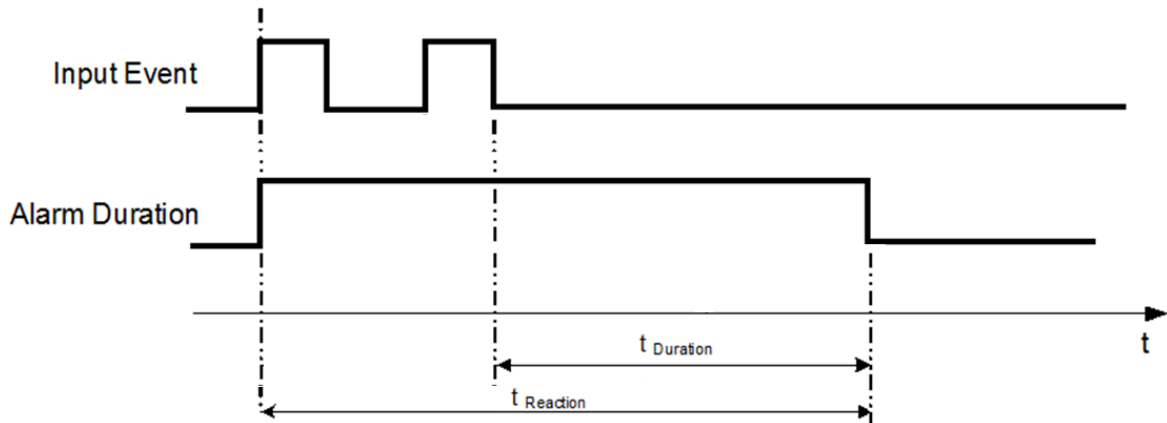 Input Event
Alarm Duration
t
t Duration
t Reaction